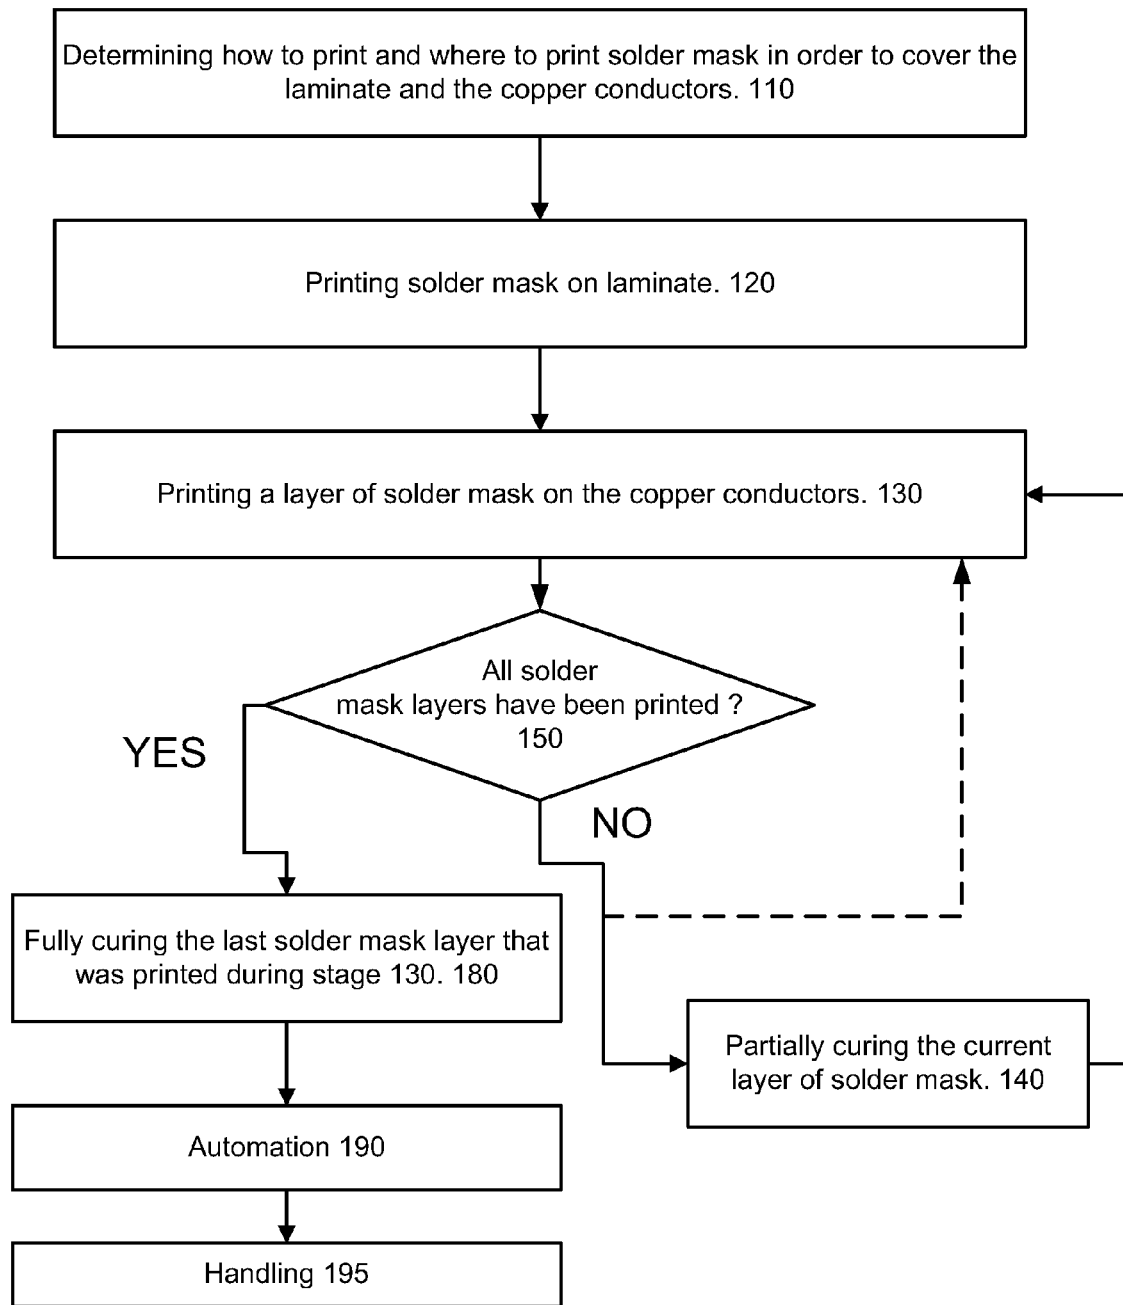 Determining how to print and where to print solder mask in order to cover the
laminate and the copper conductors. 110
Printing solder mask on laminate. 120
Printing a layer of solder mask on the copper conductors. 130
All solder
mask layers have been printed ?
150
YES
NO
Fully curing the last solder mask layer that
was printed during stage 130. 180
Partially curing the current
layer of solder mask. 140
Automation 190
Handling 195